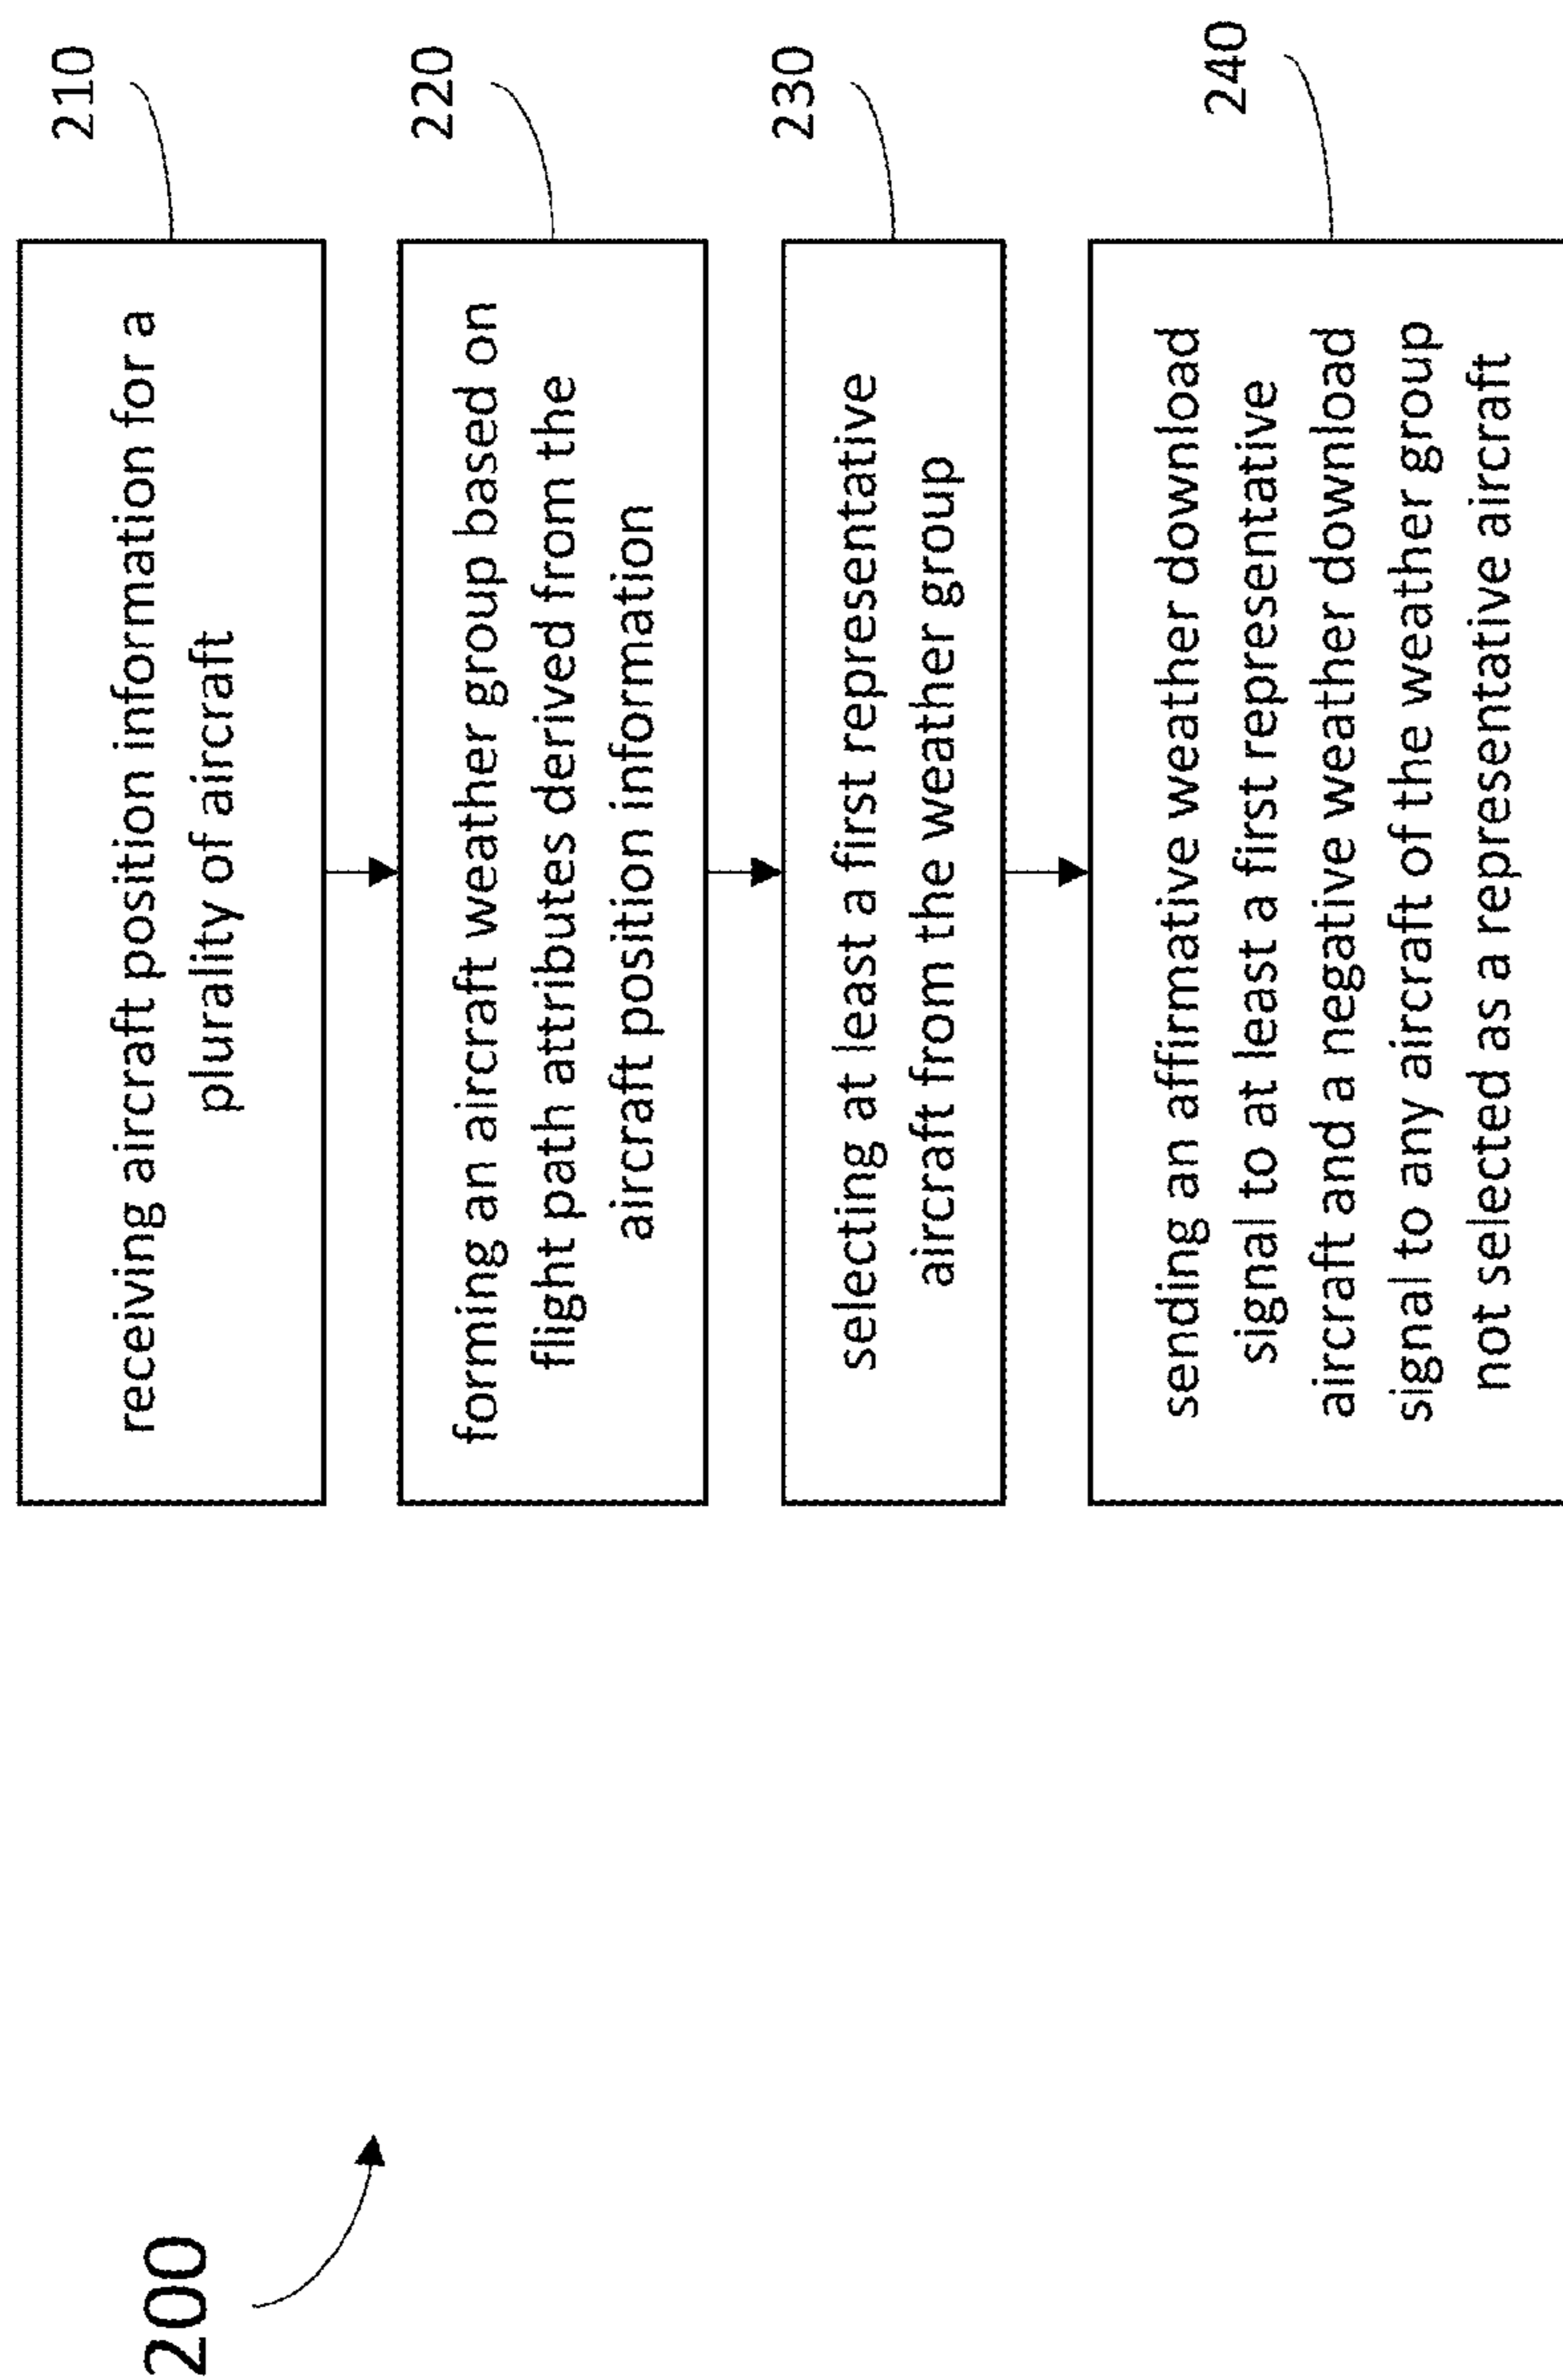 200
210
receiving aircraft position information for a
plurality of aircraft
220
forming an aircraft weather group based on
flight path attributes derived from the
aircraft position information
230
selecting at least a first representative
aircraft from the weather group
240
sending an affirmative weather download
signal to at least a first representative
aircraft and a negative weather download
signal to any aircraft of the weather group
not selected as a representative aircraft